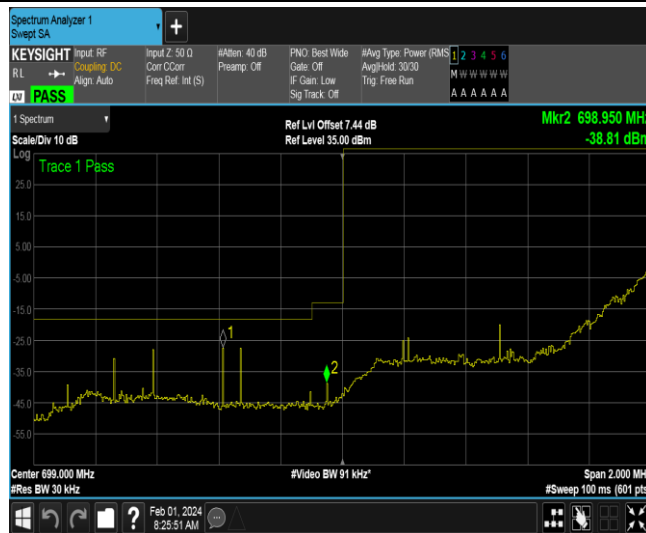 Spectrum Analyzer 1
Swept SA
+
KEYSIGHT
RL
LXI PASS
Input: RF
Coupling: DC
Align: Auto
Input Z: 50 Ω
Corr CCorr
Freq Ref: Int (S)
#Atten: 40 dB
Preamp: Off
PNO: Best Wide
Gate: Off
IF Gain: Low
Sig Track: Off
#Avg Type: Power (RMS
Avg|Hold: 30/30
Trig: Free Run
1 2 3 4 5 6
M W W W W W
A A A A A A
1 Spectrum
Scale/Div 10 dB
Log
Ref Lvl Offset 7.44 dB
Ref Level 35.00 dBm
Mkr2 698.950 MHz
-38.81 dBm
Trace 1 Pass
25.0
15.0
5.00
-5.00
-15.0
-25.0
-35.0
-45.0
-55.0
1
2
Center 699.000 MHz
#Res BW 30 kHz
#Video BW 91 kHz*
Span 2.000 MHz
#Sweep 100 ms (601 pts
?
Feb 01, 2024
8:25:51 AM